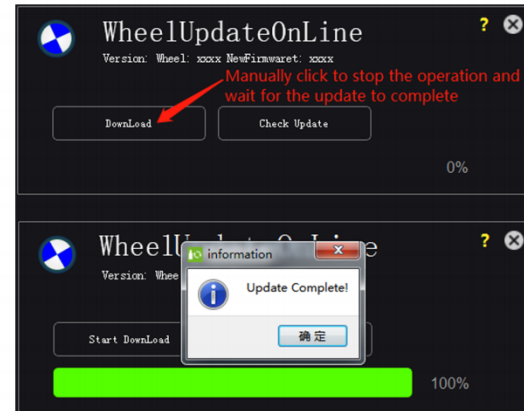 WheelUpdateOnLine
?
Version: Wheel: xxxx NewFirmwaret: xxxx
Manually click to stop the operation and
wait for the update to complete
DownLoad
Check Update
0%
?
information
Version: Whee
Update Complete!
Start DownLoad
确定
100%